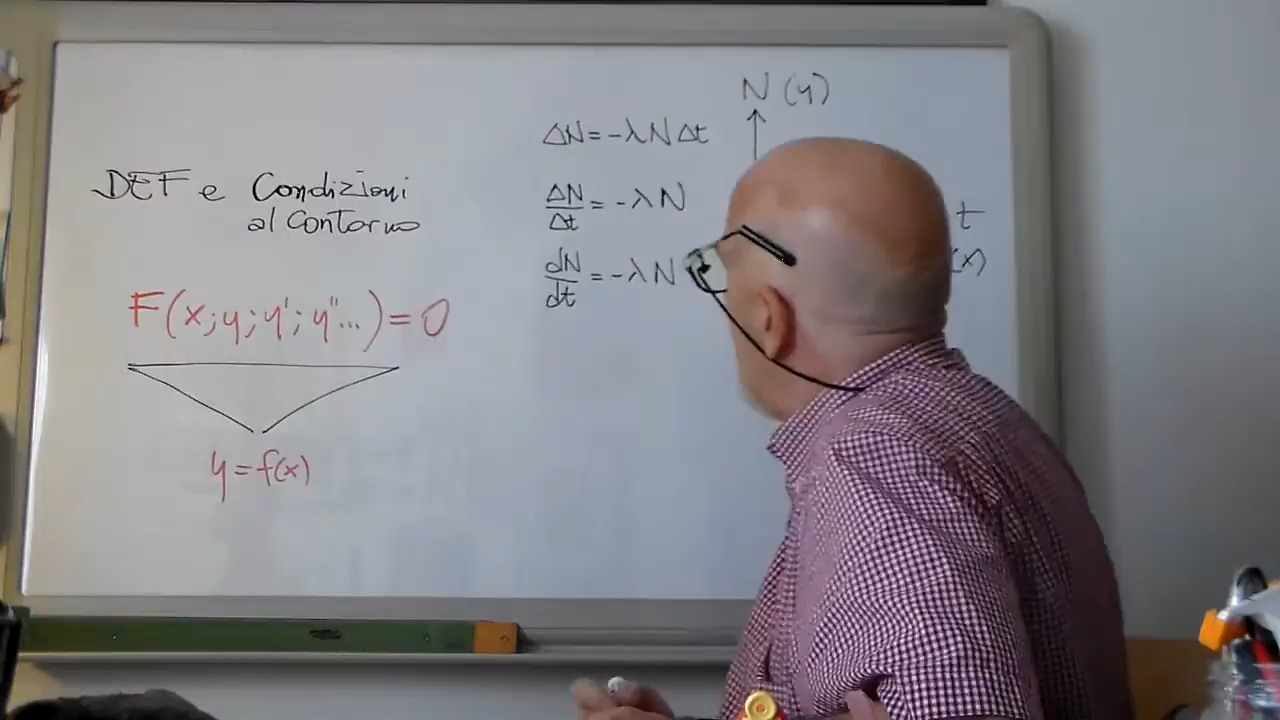 DEF e Condizioni
al contorno
F(x;y;y';y''...)=0
y=f(x)
ΔN=-λNΔt
ΔN/Δt=-λN
dN/dt=-λN
N (y)
t
(x)